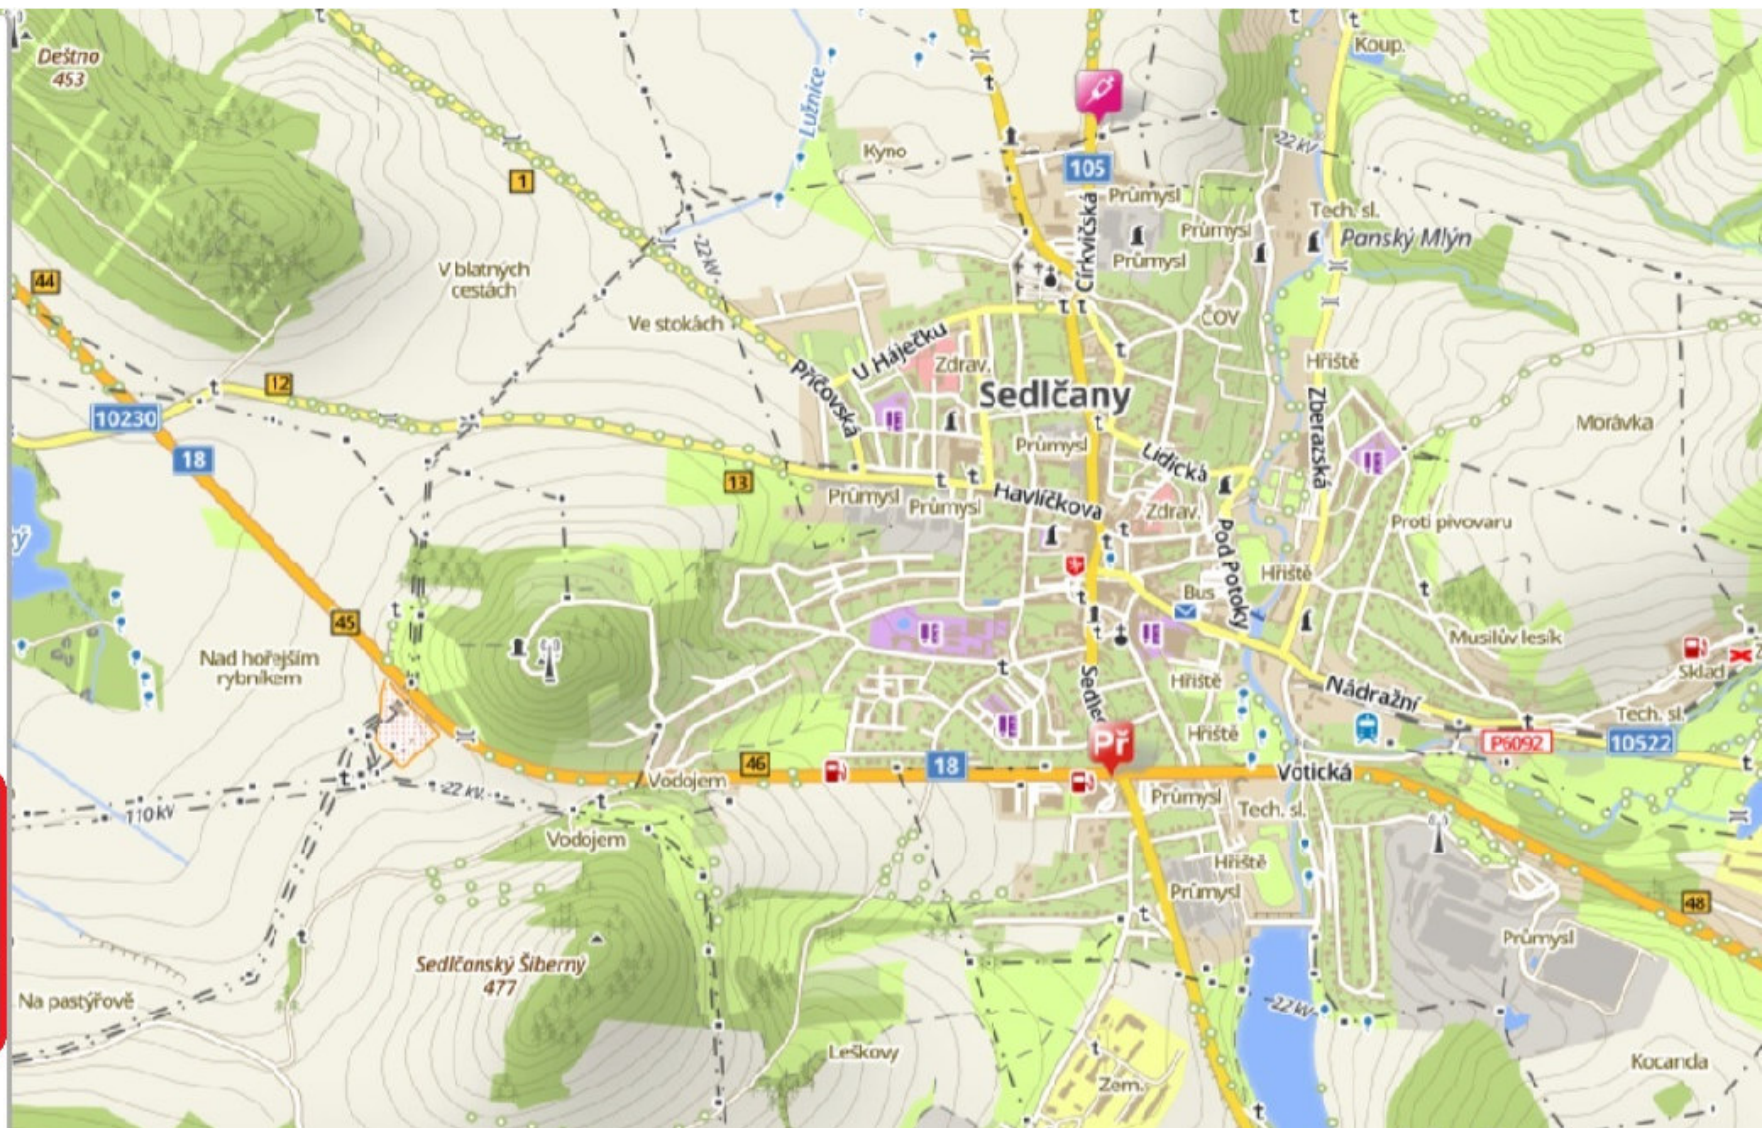 Koup.
Deštno
453
Lužnice
Kyno
22 kV
105
1
Průmysl
Církvičská
Tech. sl.
Průmysl
Panský Mlýn
22 kV
Průmysl
V blatných
cestách
44
Ve stokách
ČOV
U Háječku
Zdrav.
Hřiště
12
Příčovská
Sedlčany
10230
Zberazská
Morávka
Průmysl
18
Lidická
13
Průmysl
Havlíčkova
Průmysl
Zdrav.
Proti pivovaru
Pod Potoky
ý
Hřiště
Bus
45
Musilův lesík
Nad hořejším
rybníkem
Sklad
Hřiště
Sedlec
Nádražní
Tech. sl.
Hřiště
Př
P6092
10522
46
18
Votická
Vodojem
22 kV
Průmysl
110 kV
Tech. sl.
Vodojem
Hřiště
Průmysl
48
Průmysl
Sedlčanský Šiberný
477
Na pastýřově
22 kV
Leškovy
Kocanda
Zem.